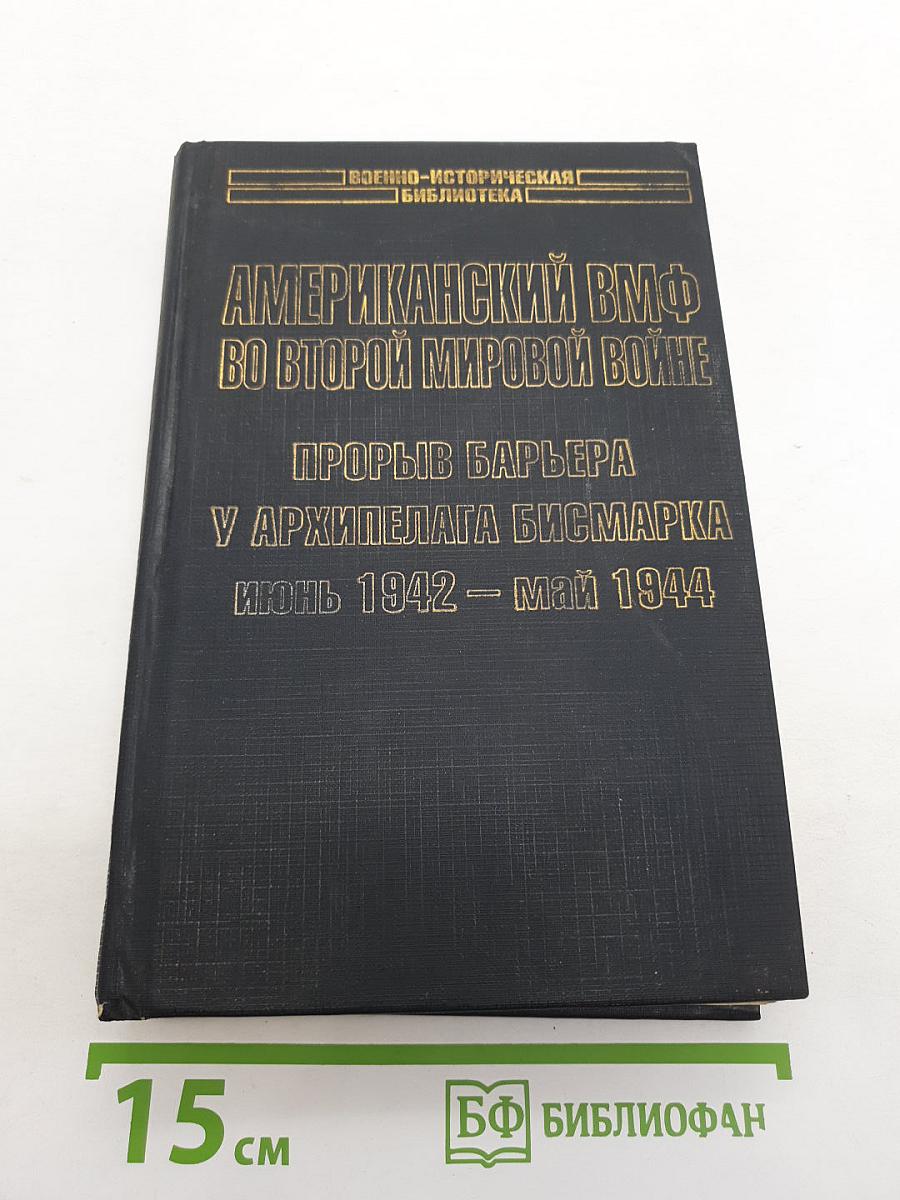 ВОЕННО-ИСТОРИЧЕСКАЯ
БИБЛИОТЕКА
АМЕРИКАНСКИЙ ВМФ
ВО ВТОРОЙ МИРОВОЙ ВОЙНЕ
ПРОРЫВ БАРЬЕРА
У АРХИПЕЛАГА БИСМАРКА
июнь 1942 – май 1944
15 см
БФ БИБЛИОФАН